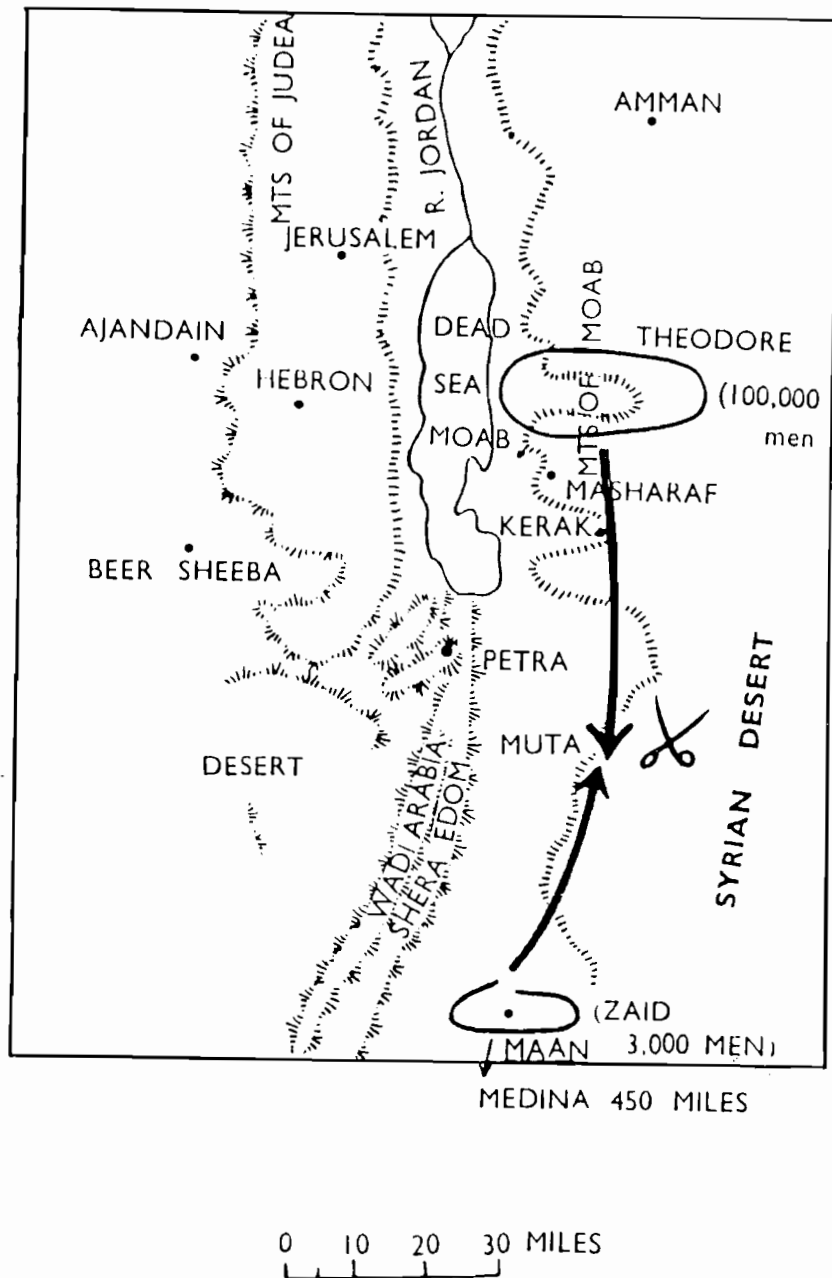 MTS OF JUDEA
R. JORDAN
AMMAN
JERUSALEM
MTS OF MOAB
AJANDAIN
DEAD
SEA
THEODORE
(100,000
men
HEBRON
MOAB
MASHARAF
KERAK
BEER SHEEBA
PETRA
MUTA
DESERT
SYRIAN DESERT
WADI ARABIA
SHERA EDOM
(ZAID
3,000 MEN)
MAAN
MEDINA 450 MILES
0 10 20 30 MILES